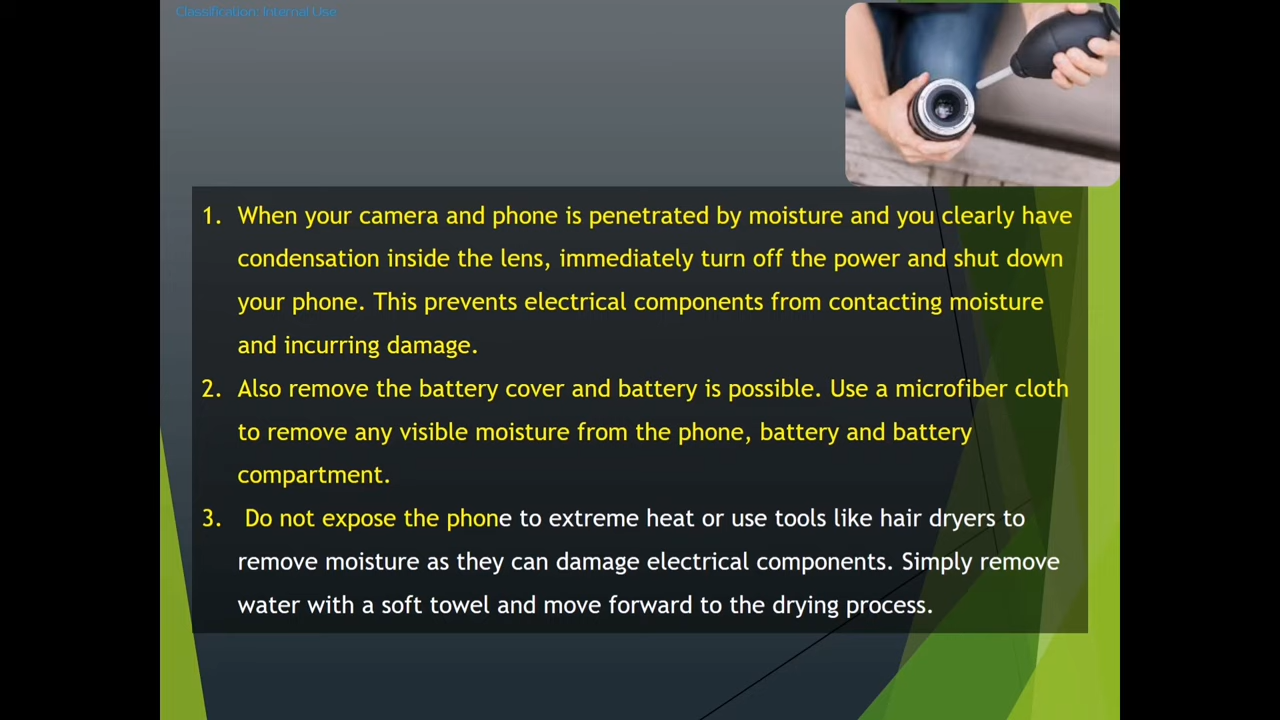 Classification: Internal Use
1. When your camera and phone is penetrated by moisture and you clearly have
condensation inside the lens, immediately turn off the power and shut down
your phone. This prevents electrical components from contacting moisture
and incurring damage.
2. Also remove the battery cover and battery is possible. Use a microfiber cloth
to remove any visible moisture from the phone, battery and battery
compartment.
3. Do not expose the phone to extreme heat or use tools like hair dryers to
remove moisture as they can damage electrical components. Simply remove
water with a soft towel and move forward to the drying process.